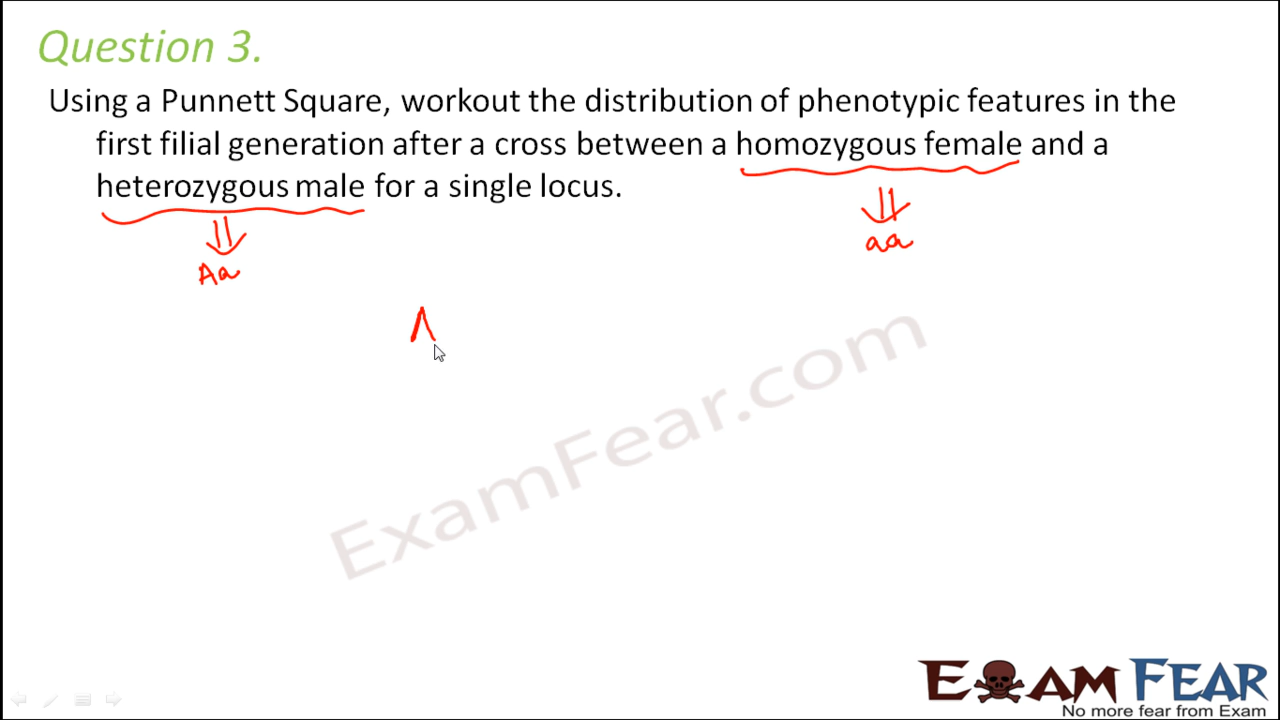 Question 3.
Using a Punnett Square, workout the distribution of phenotypic features in the
first filial generation after a cross between a homozygous female and a
heterozygous male for a single locus.
aa
Aa
ExamFear.com
EXAM FEAR
No more fear from Exam